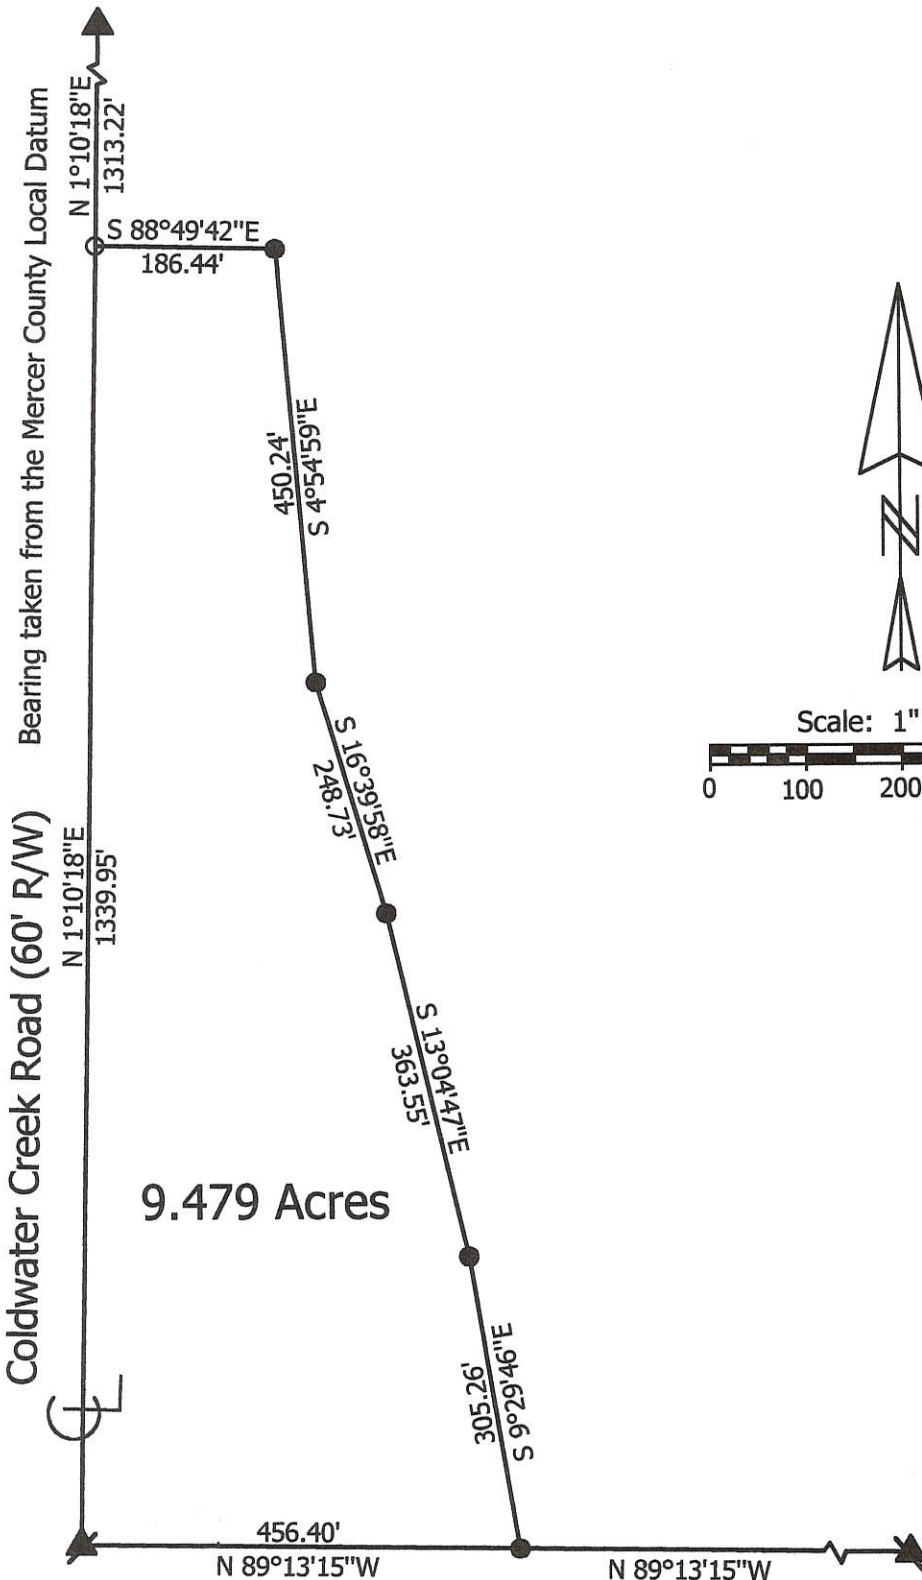 N 1°10'18"E
1313.22'
Bearing taken from the Mercer County Local Datum
S 88°49'42"E
186.44'
450.24'
S 4°54'59"E
N
Scale: 1"
0 100 200
S 16°39'58"E
248.73'
Coldwater Creek Road (60' R/W)
N 1°10'18"E
1339.95'
S 13°04'47"E
363.55'
9.479 Acres
305.26'
S 9°29'46"E
CL
456.40'
N 89°13'15"W
N 89°13'15"W